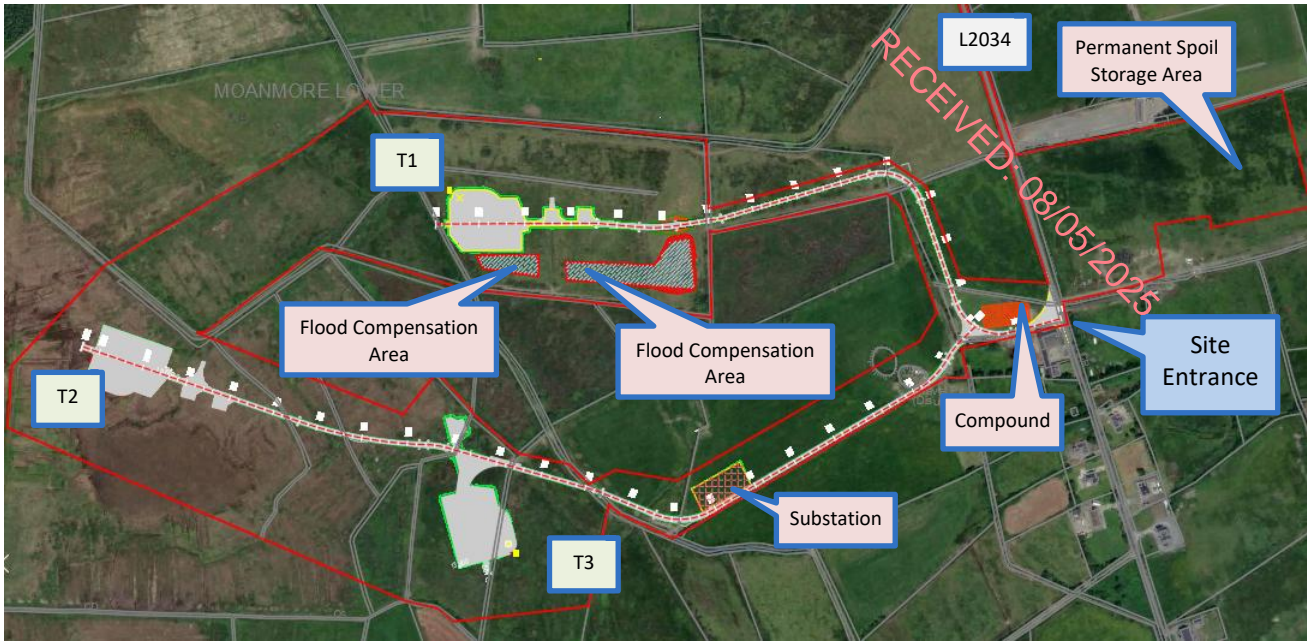 L2034
Permanent Spoil
Storage Area
MOANMORE LOWER
T1
RECEIVED: 08/05/2025
Flood Compensation
Area
Flood Compensation
Area
Site
Entrance
T2
Compound
Substation
T3